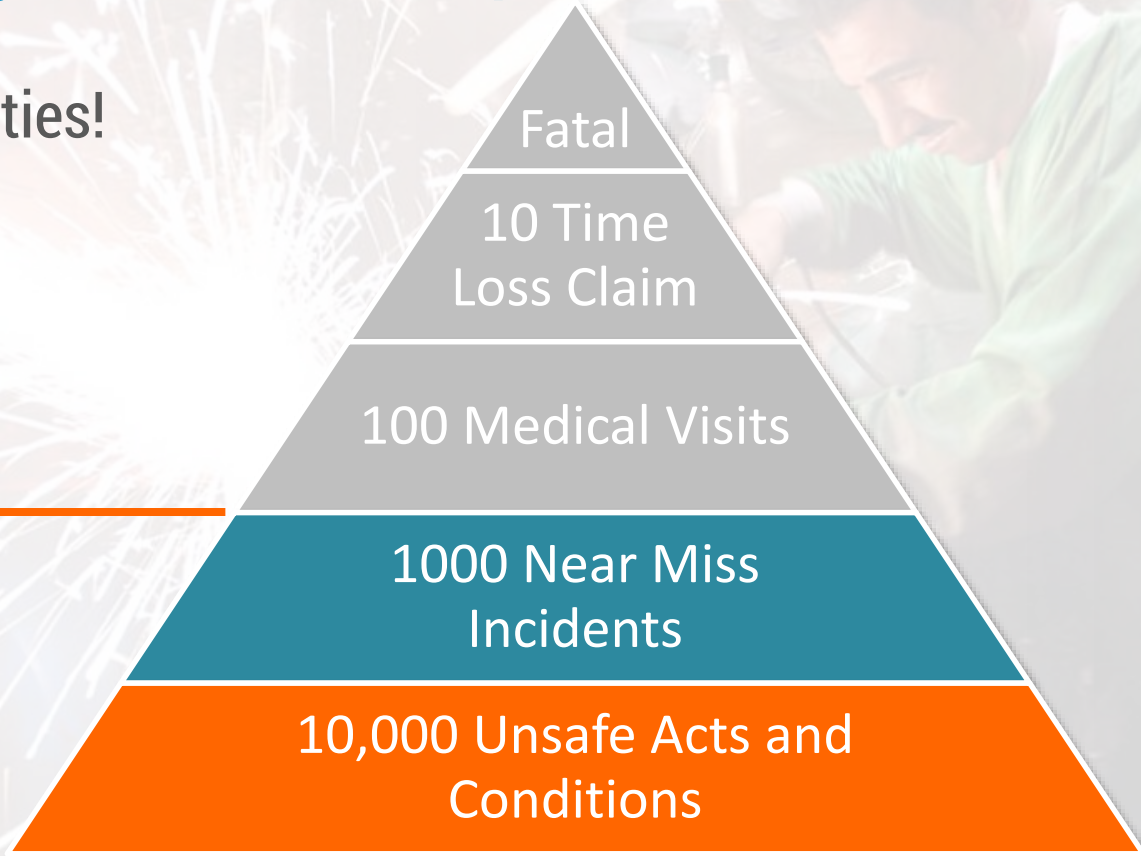 ties!
Fatal
10 Time
Loss Claim
100 Medical Visits
1000 Near Miss
Incidents
10,000 Unsafe Acts and
Conditions